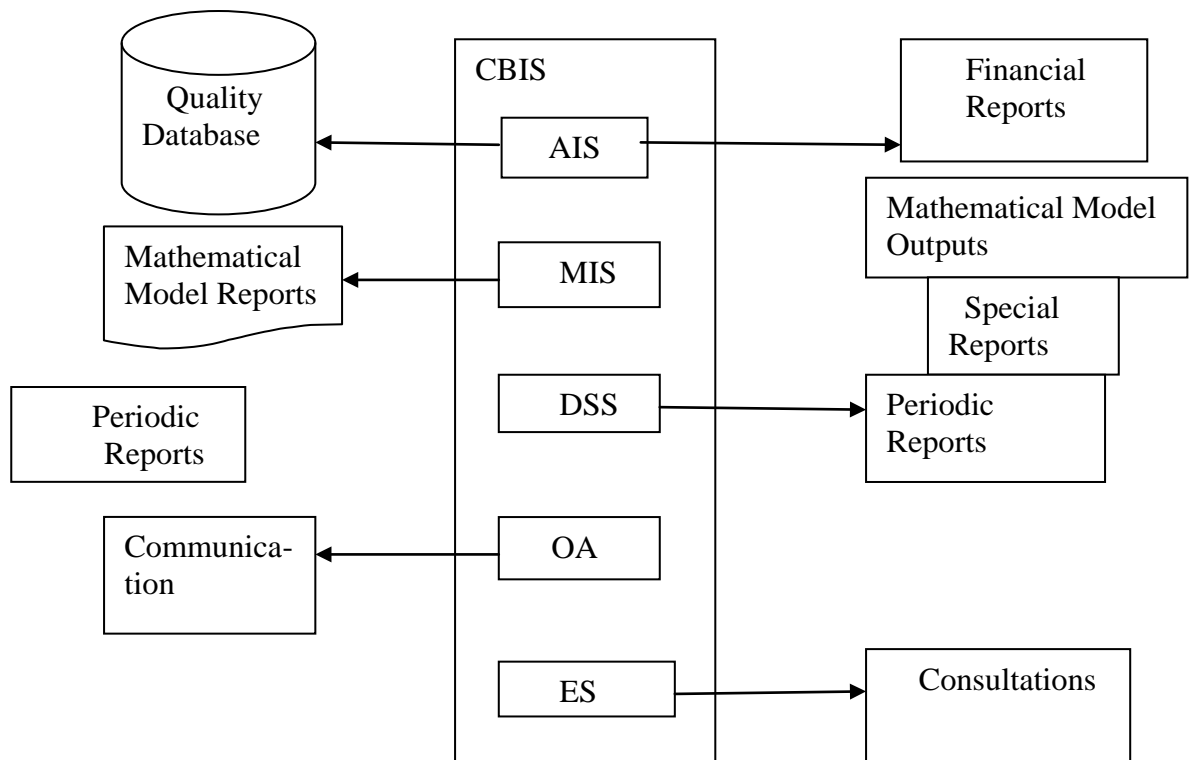 Quality
Database
Mathematical
Model Reports
Periodic
Reports
Communica-
tion
CBIS
AIS
MIS
DSS
OA
ES
Financial
Reports
Mathematical Model
Outputs
Special
Reports
Periodic
Reports
Consultations